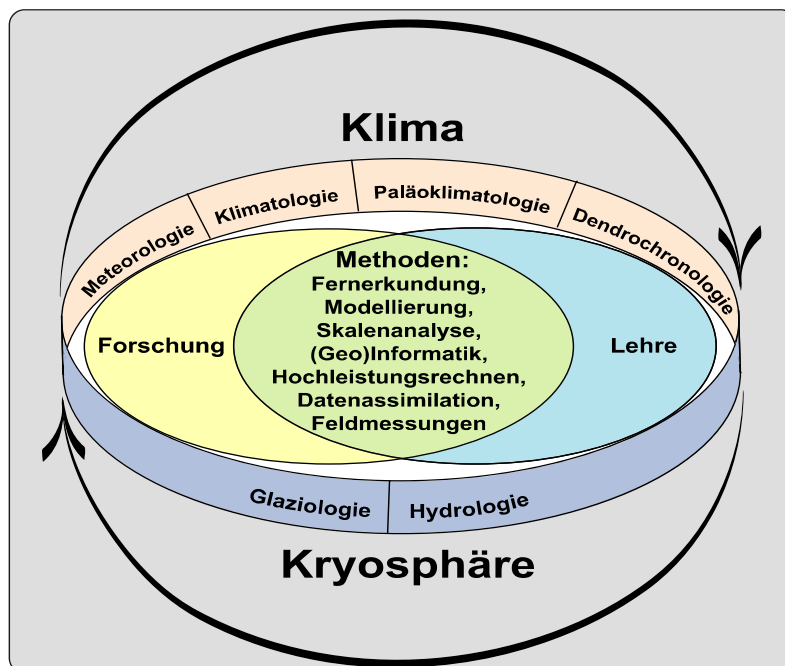 Klima
Meteorologie
Klimatologie
Paläoklimatologie
Dendrochronologie
Forschung
Methoden:
Fernerkundung,
Modellierung,
Skalenanalyse,
(Geo)Informatik,
Hochleistungsrechnen,
Datenassimilation,
Feldmessungen
Lehre
Glaziologie
Hydrologie
Kryosphäre